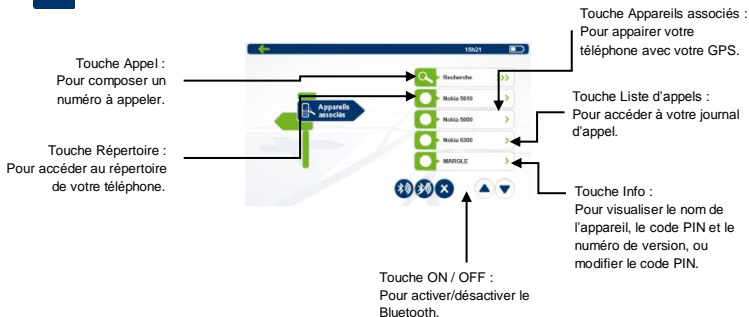 Touche Appareils associés :
Pour appairer votre
téléphone avec votre GPS.
Touche Appel :
Pour composer un
numéro à appeler.
Touche Répertoire :
Pour accéder au répertoire
de votre téléphone.
15h21
Appareils
associés
Recherche
Nokia 5610
Nokia 5000
Nokia 6300
MARGLE
Touche Liste d'appels :
Pour accéder à votre journal
d'appel.
Touche Info :
Pour visualiser le nom de
l'appareil, le code PIN et le
numéro de version, ou
modifier le code PIN.
Touche ON / OFF :
Pour activer/désactiver le
Bluetooth.